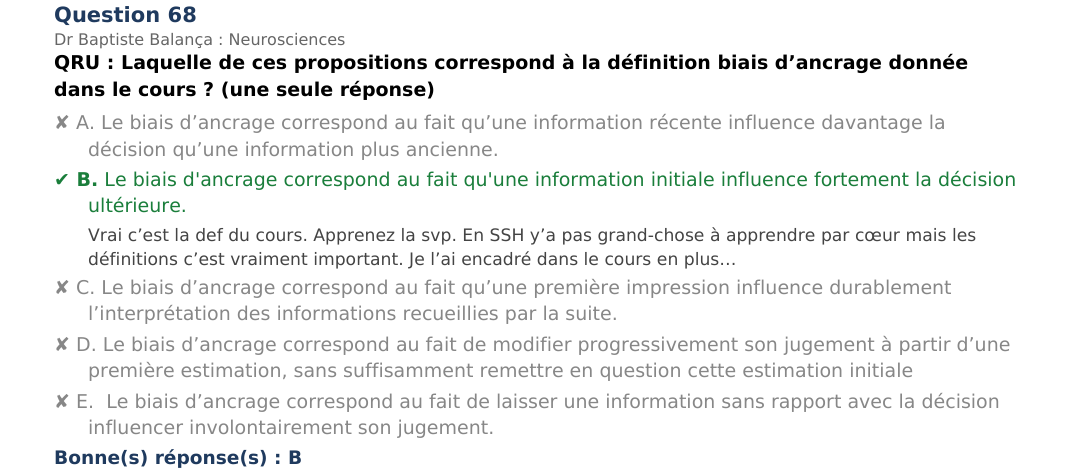 Question 68
Dr Baptiste Balança : Neurosciences
QRU : Laquelle de ces propositions correspond à la définition biais d’ancrage donnée
dans le cours ? (une seule réponse)
✘ A. Le biais d’ancrage correspond au fait qu’une information récente influence davantage la
décision qu’une information plus ancienne.
✔ B. Le biais d'ancrage correspond au fait qu'une information initiale influence fortement la décision
ultérieure.
Vrai c’est la def du cours. Apprenez la svp. En SSH y’a pas grand-chose à apprendre par cœur mais les
définitions c’est vraiment important. Je l’ai encadré dans le cours en plus…
✘ C. Le biais d’ancrage correspond au fait qu’une première impression influence durablement
l’interprétation des informations recueillies par la suite.
✘ D. Le biais d’ancrage correspond au fait de modifier progressivement son jugement à partir d’une
première estimation, sans suffisamment remettre en question cette estimation initiale
✘ E.  Le biais d’ancrage correspond au fait de laisser une information sans rapport avec la décision
influencer involontairement son jugement.
Bonne(s) réponse(s) : B